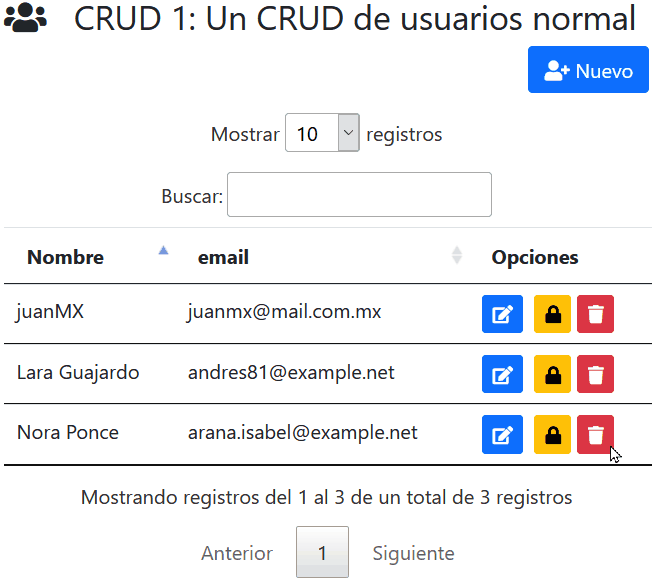 CRUD 1: Un CRUD de usuarios normal
Nuevo
Mostrar 10 registros
Buscar:
Nombre email Opciones
juanMX juanmx@mail.com.mx
Lara Guajardo andres81@example.net
Nora Ponce arana.isabel@example.net
Mostrando registros del 1 al 3 de un total de 3 registros
Anterior 1 Siguiente